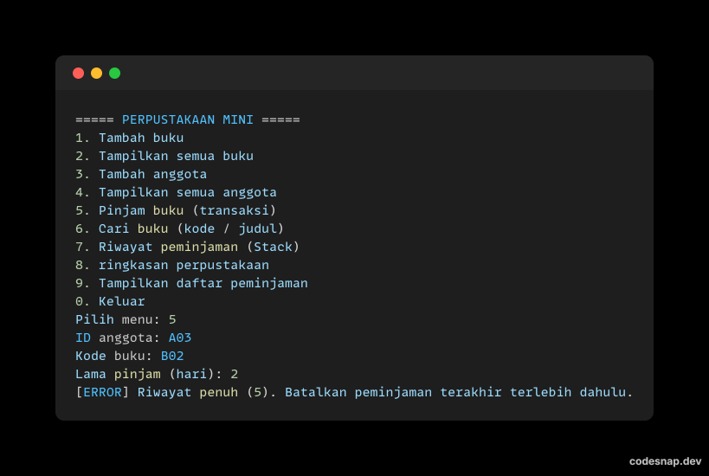 ===== PERPUSTAKAAN MINI =====
1. Tambah buku
2. Tampilkan semua buku
3. Tambah anggota
4. Tampilkan semua anggota
5. Pinjam buku (transaksi)
6. Cari buku (kode / judul)
7. Riwayat peminjaman (Stack)
8. ringkasan perpustakaan
9. Tampilkan daftar peminjaman
0. Keluar
Pilih menu: 5
ID anggota: A03
Kode buku: B02
Lama pinjam (hari): 2
[ERROR] Riwayat penuh (5). Batalkan peminjaman terakhir terlebih dahulu.
codesnap.dev